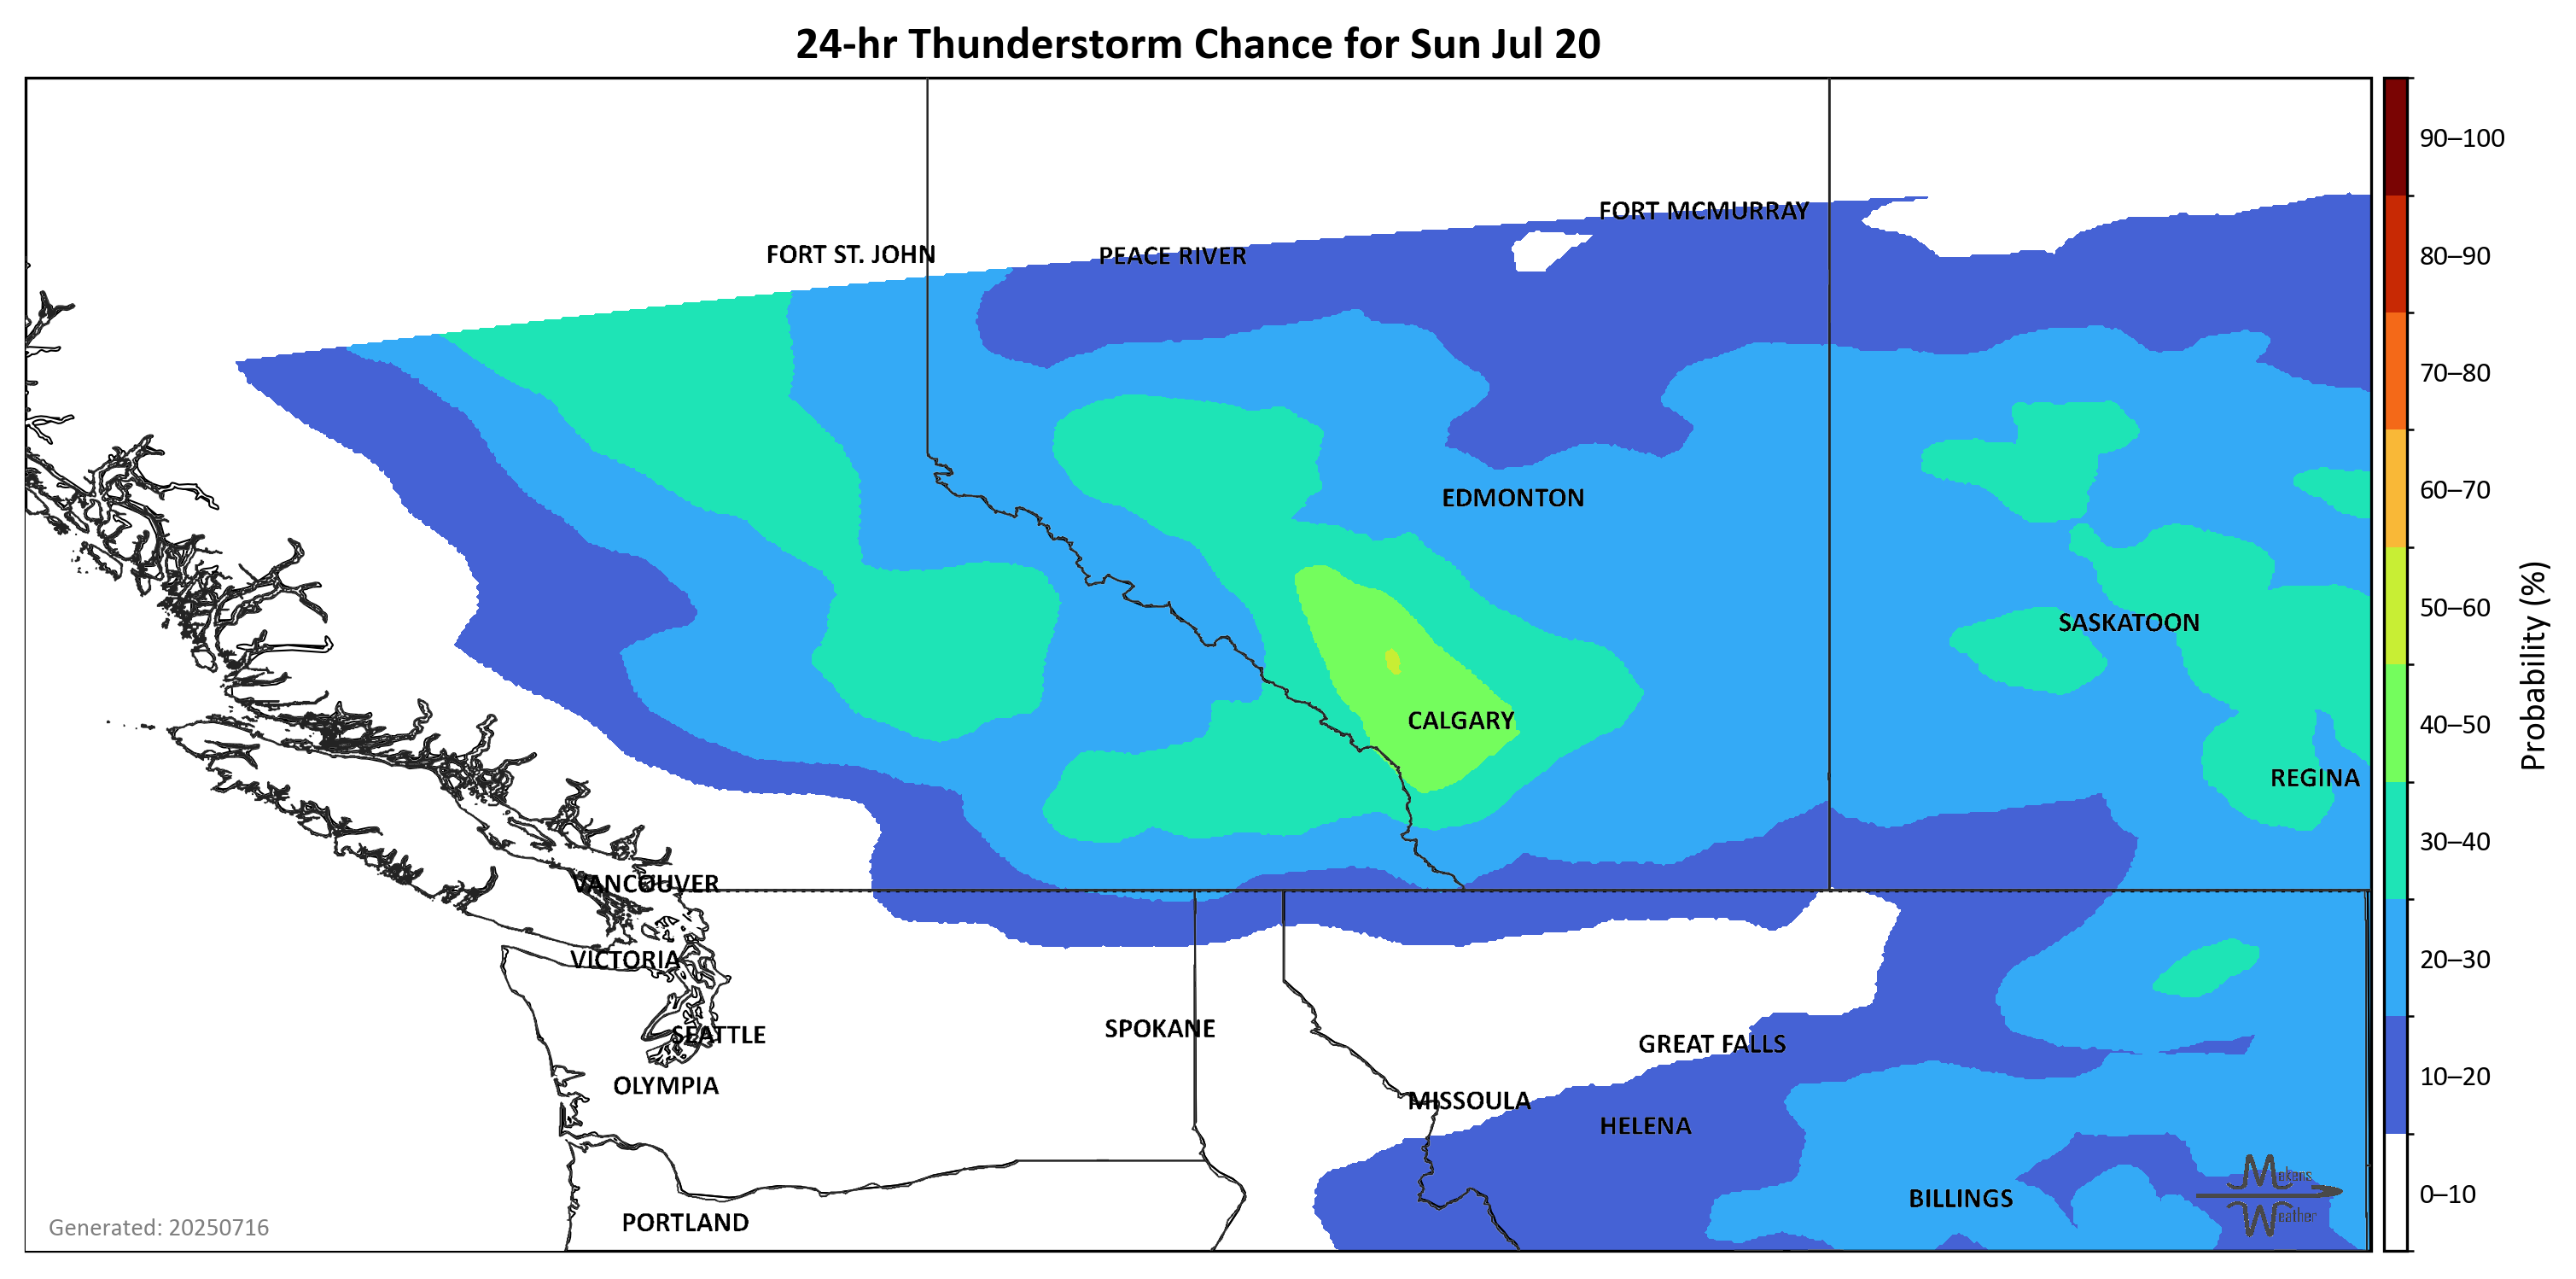 24-hr Thunderstorm Chance for Sun Jul 20
90–100
FORT MCMURRAY
FORT ST. JOHN
PEACE RIVER
80–90
70–80
EDMONTON
60–70
SASKATOON
50–60
CALGARY
40–50
REGINA
Probability (%)
30–40
VANCOUVER
VICTORIA
20–30
SEATTLE
SPOKANE
GREAT FALLS
OLYMPIA
MISSOULA
10–20
HELENA
Mekens
BILLINGS
0–10
Weather
PORTLAND
Generated: 20250716